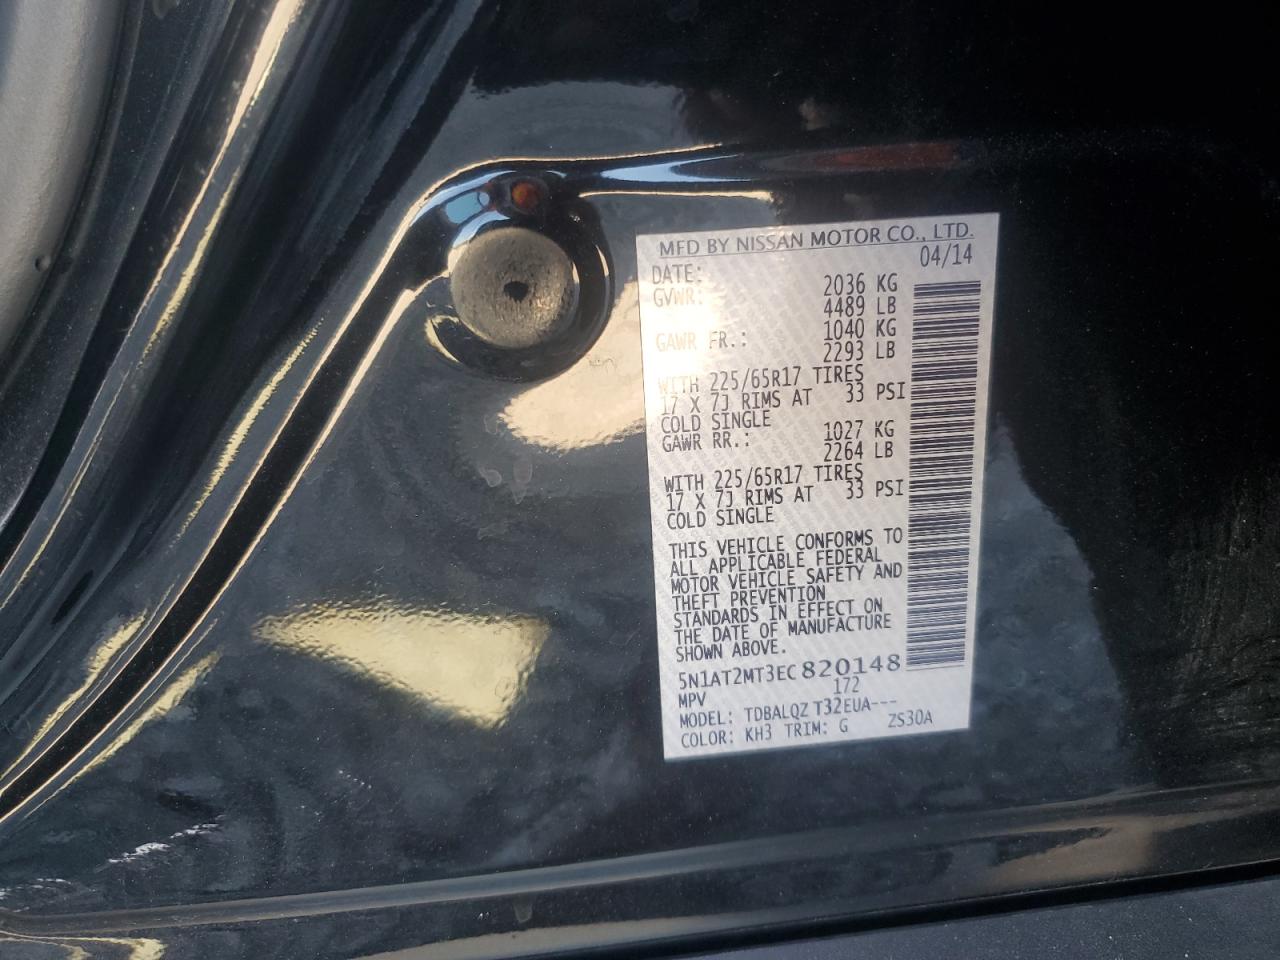 MFD BY NISSAN MOTOR CO., LTD.
DATE: 04/14
GVWR: 2036 KG
4489 LB
GAWR FR.: 1040 KG
2293 LB
WITH 225/65R17 TIRES
17 X 7J RIMS AT 33 PSI
COLD SINGLE
GAWR RR.: 1027 KG
2264 LB
WITH 225/65R17 TIRES
17 X 7J RIMS AT 33 PSI
COLD SINGLE
THIS VEHICLE CONFORMS TO
ALL APPLICABLE FEDERAL
MOTOR VEHICLE SAFETY AND
THEFT PREVENTION
STANDARDS IN EFFECT ON
THE DATE OF MANUFACTURE
SHOWN ABOVE.
5N1AT2MT3EC820148
MPV 172
MODEL: TDBALQZ T32EUA---
COLOR: KH3 TRIM: G ZS30A